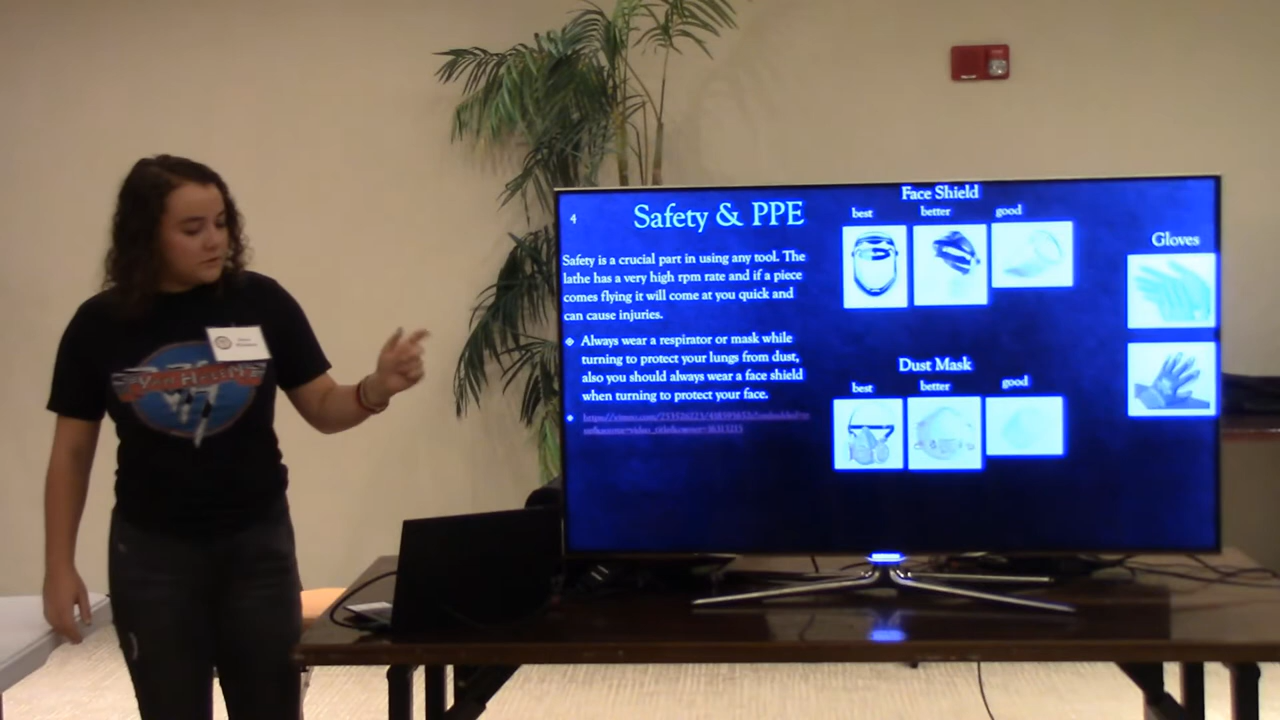 4
Safety & PPE
Safety is a crucial part in using any tool. The
lathe has a very high rpm rate and if a piece
comes flying it will come at you quick and
can cause injuries.
❖ Always wear a respirator or mask while
turning to protect your lungs from dust,
also you should always wear a face shield
when turning to protect your face.
Face Shield
best better good
Dust Mask
best better good
Gloves
VAN HALEN